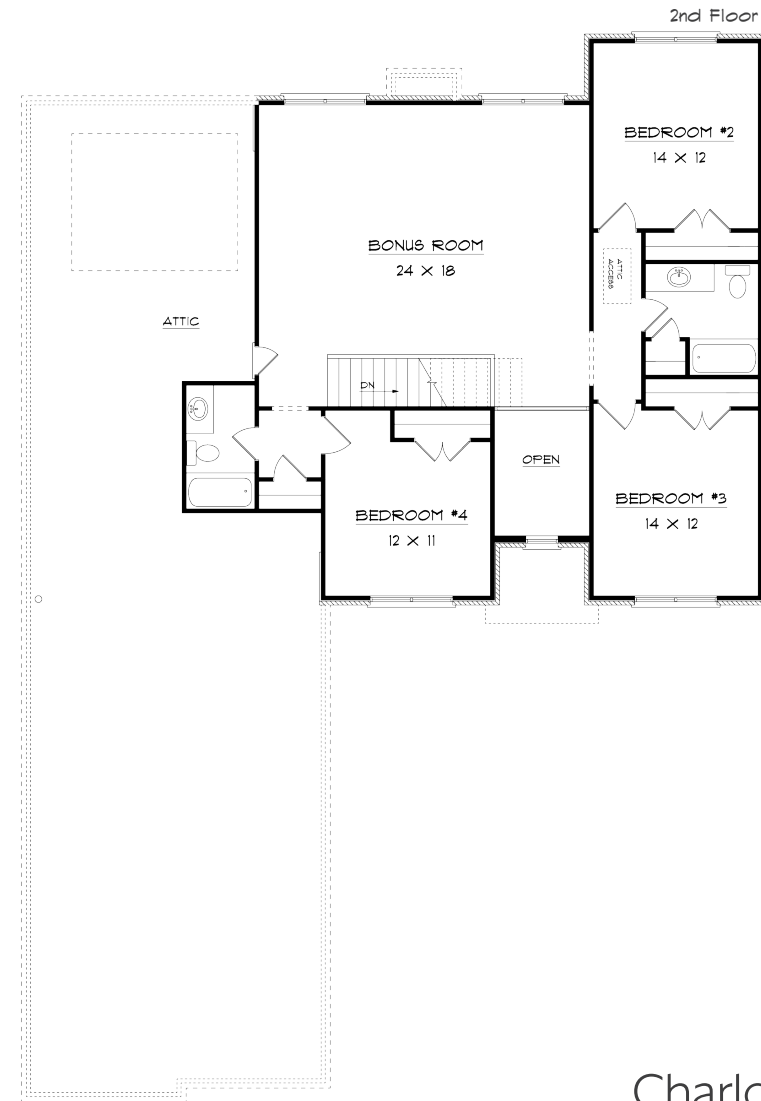 2nd Floor
BEDROOM #2
14 X 12
BONUS ROOM
24 X 18
ATTIC
ACCESS
ATTIC
DN
OPEN
BEDROOM #3
14 X 12
BEDROOM #4
12 X 11
Charlo